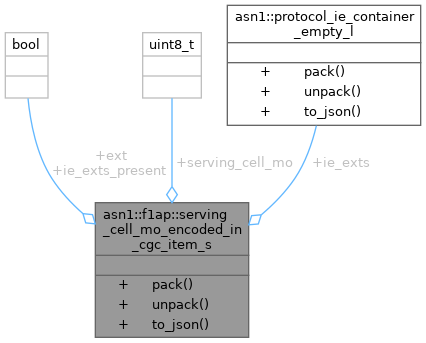 asn1::protocol_ie_container
_empty_l
bool
uint8_t
+ pack()
+ unpack()
+ to_json()
+ext
+ie_exts_present
+serving_cell_mo
+ie_exts
asn1::f1ap::serving
_cell_mo_encoded_in
_cgc_item_s
+ pack()
+ unpack()
+ to_json()